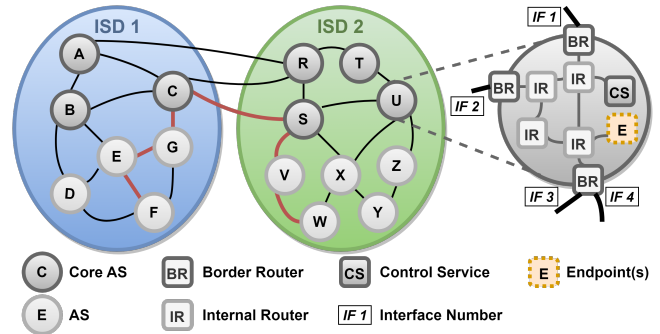 ISD 1
ISD 2
IF 1
A
R
T
BR
C
U
BR
IR
IR
CS
B
IF 2
S
IR
E
E
G
IR
V
X
Z
D
BR
F
W
Y
IF 3
IF 4
C Core AS
BR Border Router
CS Control Service
E Endpoint(s)
E AS
IR Internal Router
IF 1 Interface Number